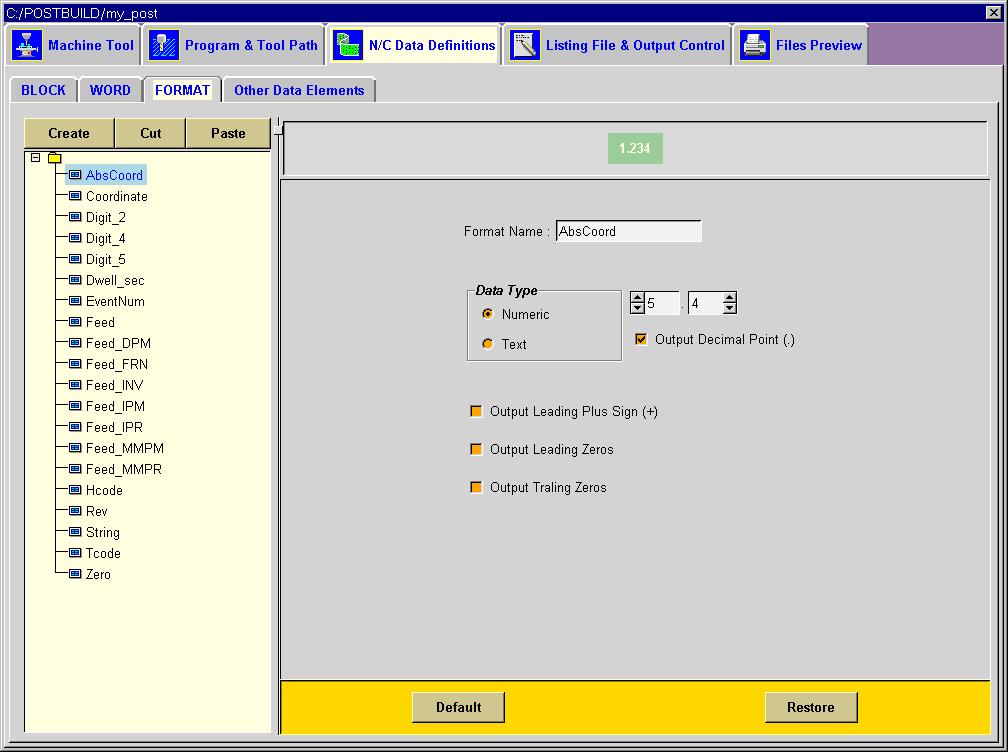 C:/POSTBUILD/my_post
Machine Tool Program & Tool Path N/C Data Definitions Listing File & Output Control Files Preview
BLOCK WORD FORMAT Other Data Elements
Create Cut Paste
1.234
AbsCoord
Coordinate
Digit_2
Digit_4
Digit_5
Dwell_sec
EventNum
Feed
Feed_DPM
Feed_FRN
Feed_INV
Feed_IPM
Feed_IPR
Feed_MMPM
Feed_MMPR
Hcode
Rev
String
Tcode
Zero
Format Name : AbsCoord
Data Type
Numeric
Text
5 . 4
Output Decimal Point (.)
Output Leading Plus Sign (+)
Output Leading Zeros
Output Traling Zeros
Default Restore